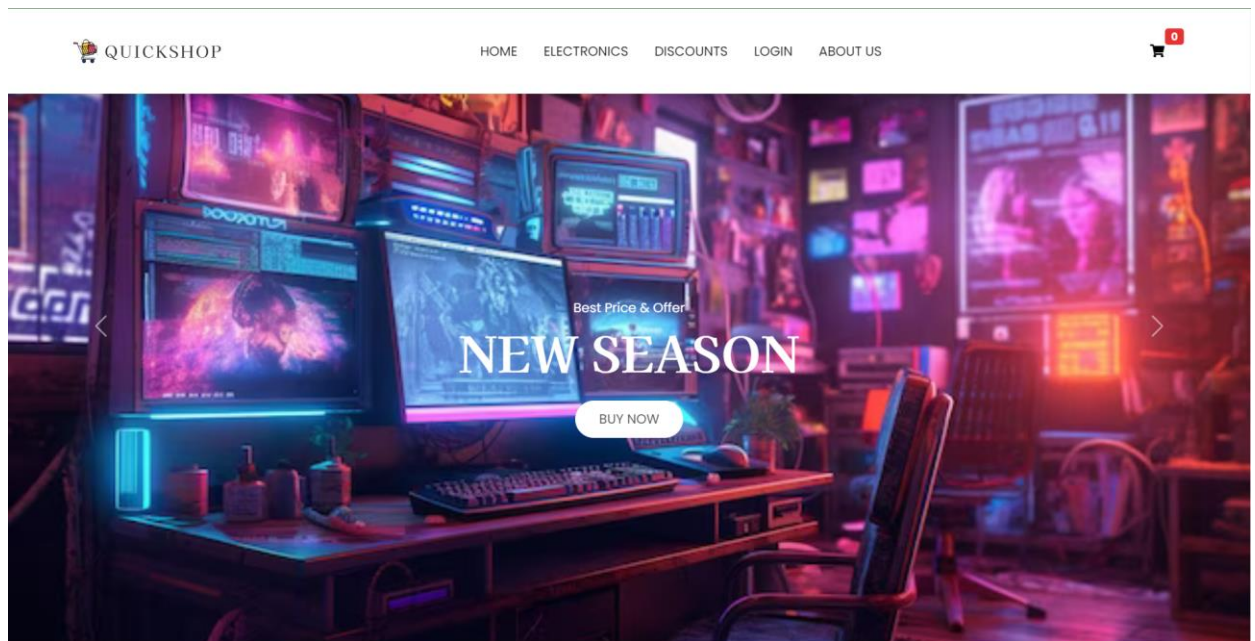 QUICKSHOP
HOME ELECTRONICS DISCOUNTS LOGIN ABOUT US
0
Best Price & Offer
NEW SEASON
BUY NOW